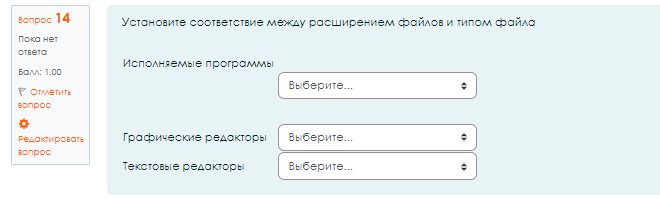 Вопрос 14
Пока нет
ответа
Балл: 1,00
Отметить
вопрос
Редактировать
вопрос
Установите соответствие между расширением файлов и типом файла
Исполняемые программы
Выберите...
Графические редакторы
Выберите...
Текстовые редакторы
Выберите...